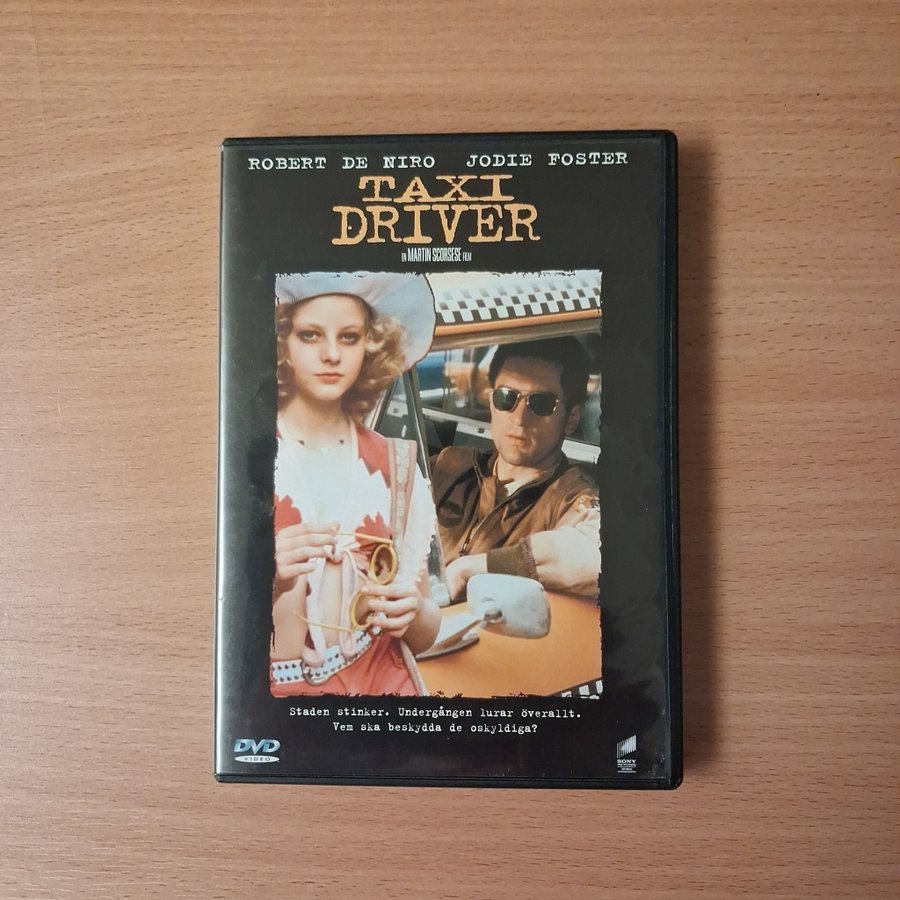 ROBERT DE NIRO JODIE FOSTER
TAXI
DRIVER
EN MARTIN SCORSESE FILM
Staden stinker. Undergången lurar överallt.
Vem ska beskydda de oskyldiga?
DVD
VIDEO
SONY